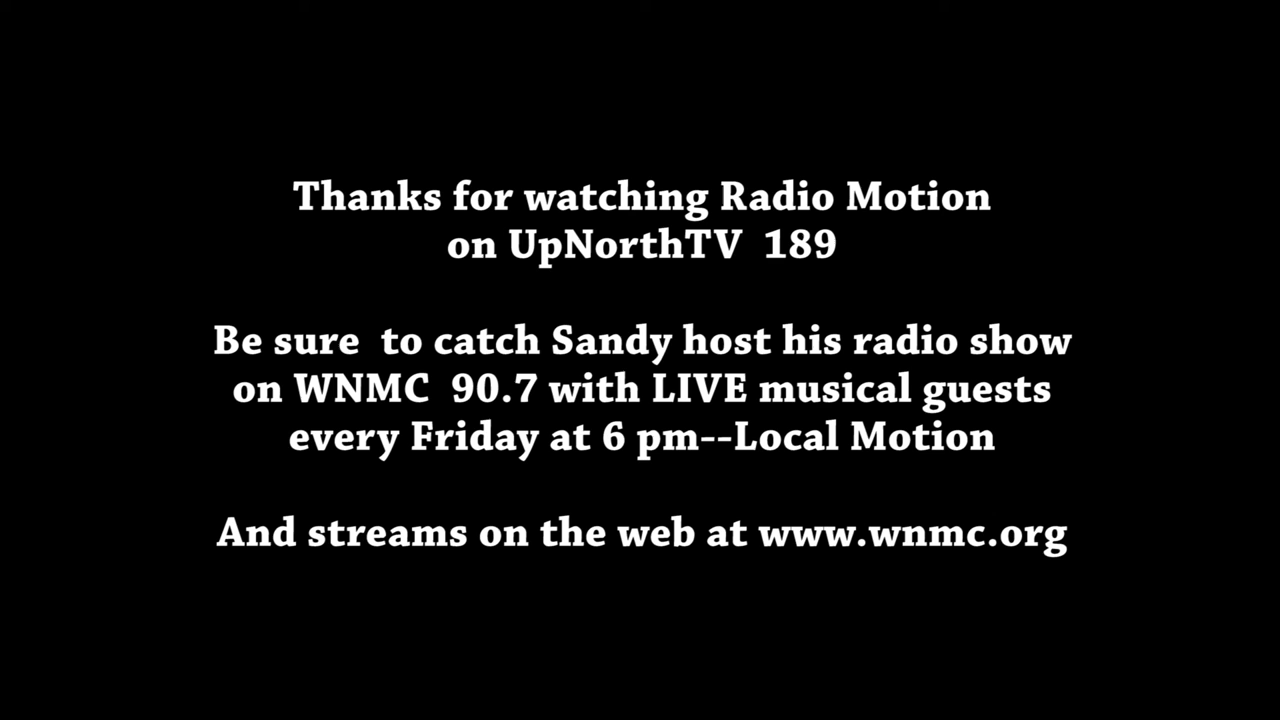 Thanks for watching Radio Motion
on UpNorthTV  189
Be sure  to catch Sandy host his radio show
on WNMC  90.7 with LIVE musical guests
every Friday at 6 pm--Local Motion
And streams on the web at www.wnmc.org